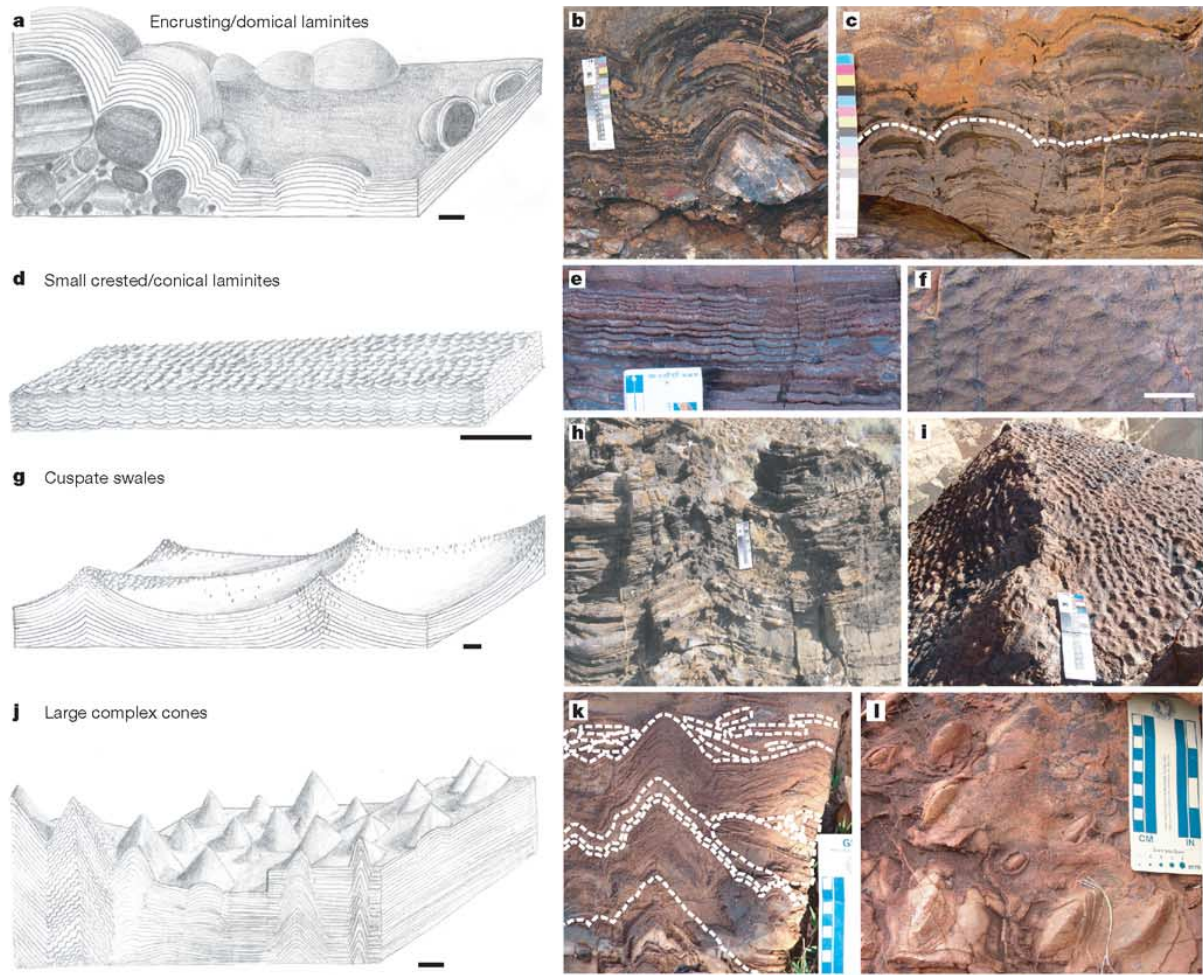 a Encrusting/domical laminites
b
c
d Small crested/conical laminites
e
f
g Cuspate swales
h
i
j Large complex cones
k
G
l
CM
IN